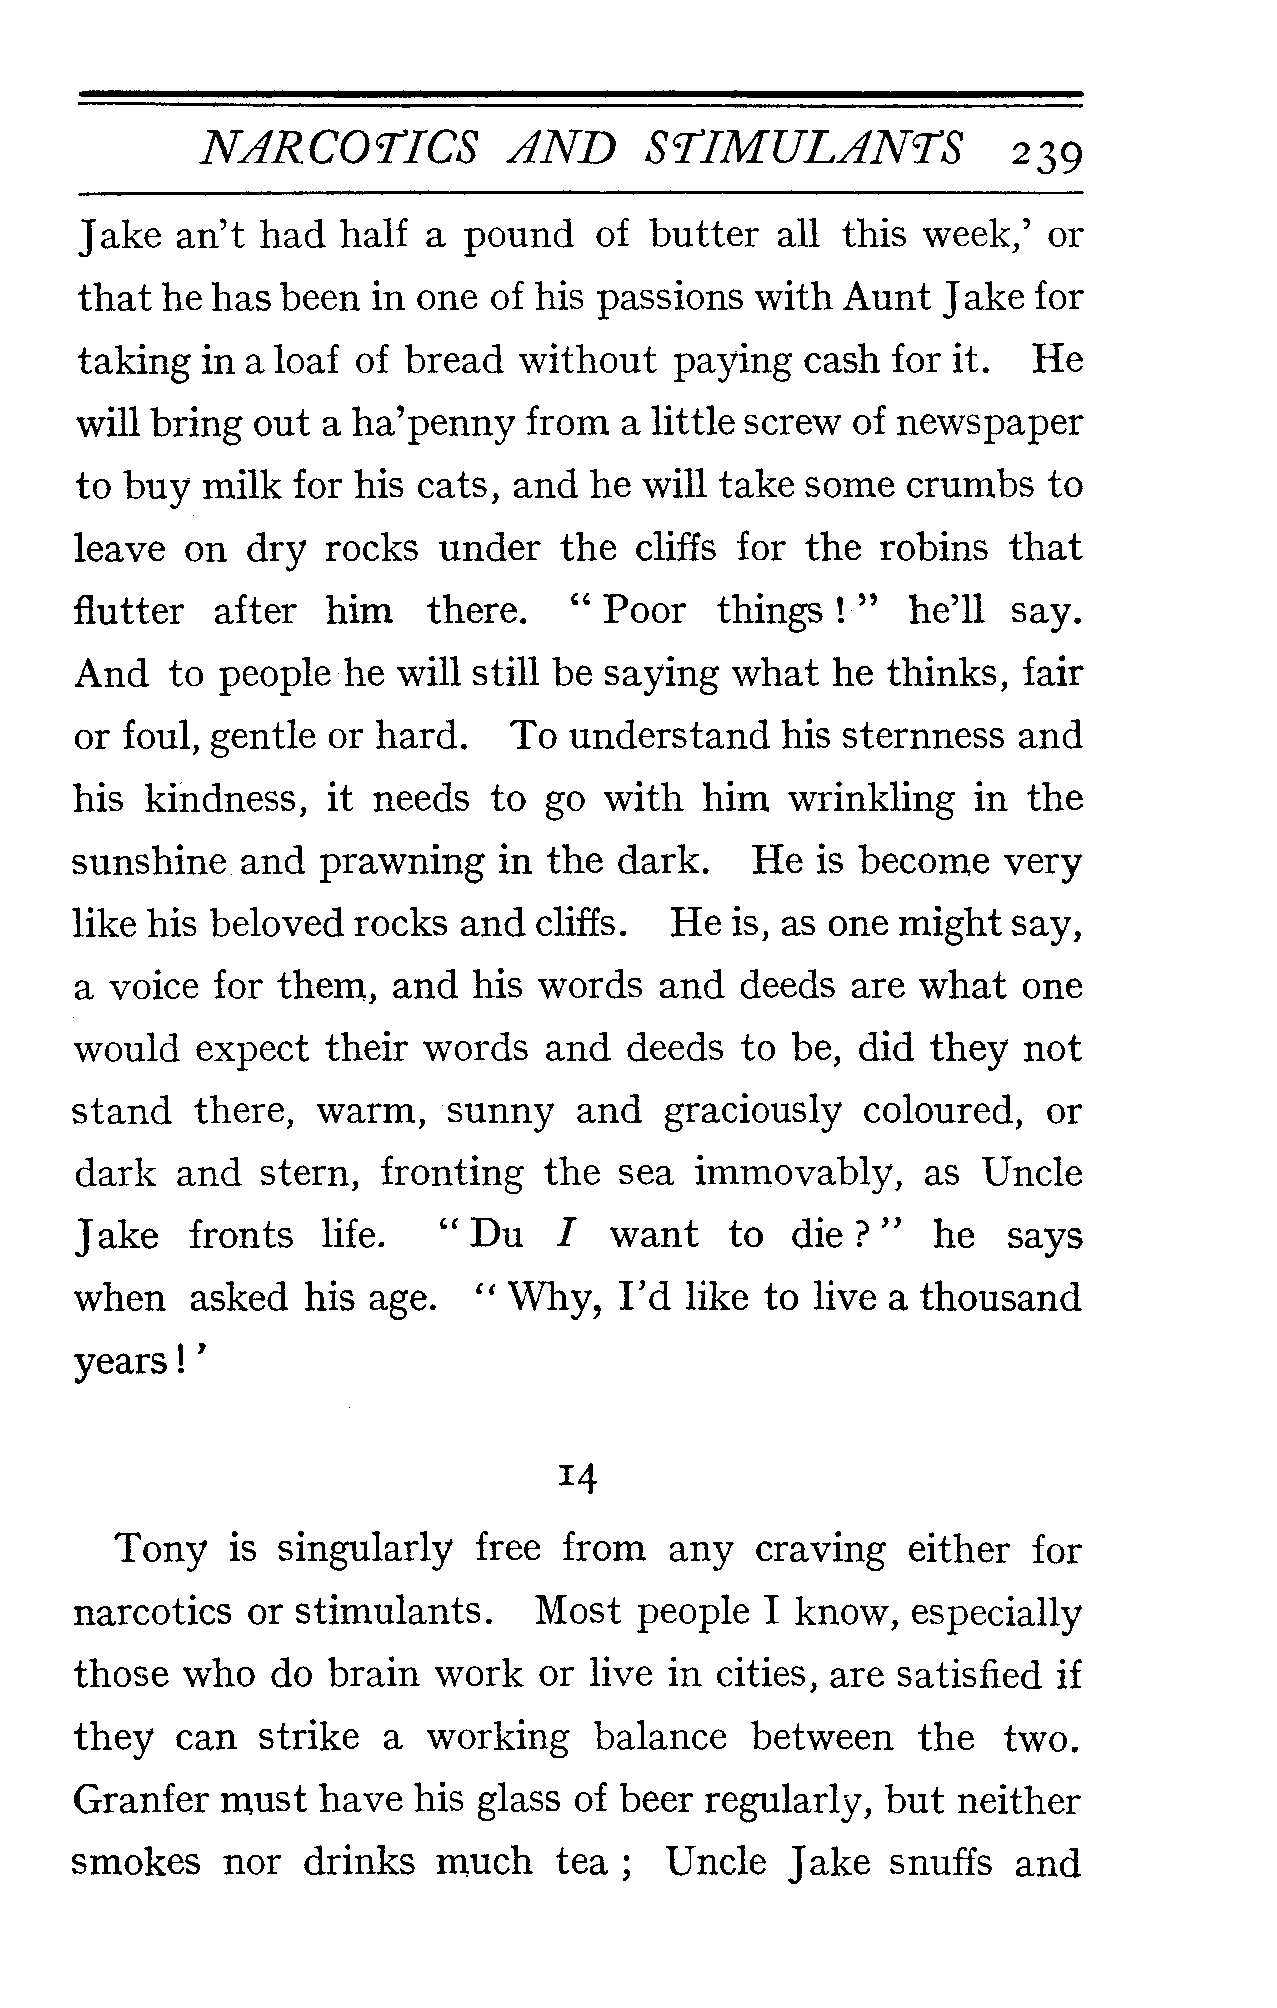 NARCOTICS AND STIMULANTS 239
Jake an't had half a pound of butter all this week,' or
that he has been in one of his passions with Aunt Jake for
taking in a loaf of bread without paying cash for it. He
will bring out a ha'penny from a little screw of newspaper
to buy milk for his cats, and he will take some crumbs to
leave on dry rocks under the cliffs for the robins that
flutter after him there. "Poor things!" he'll say.
And to people he will still be saying what he thinks, fair
or foul, gentle or hard. To understand his sternness and
his kindness, it needs to go with him wrinkling in the
sunshine and prawning in the dark. He is become very
like his beloved rocks and cliffs. He is, as one might say,
a voice for them, and his words and deeds are what one
would expect their words and deeds to be, did they not
stand there, warm, sunny and graciously coloured, or
dark and stern, fronting the sea immovably, as Uncle
Jake fronts life. "Du I want to die?" he says
when asked his age. "Why, I'd like to live a thousand
years!'
14
Tony is singularly free from any craving either for
narcotics or stimulants. Most people I know, especially
those who do brain work or live in cities, are satisfied if
they can strike a working balance between the two.
Granfer must have his glass of beer regularly, but neither
smokes nor drinks much tea; Uncle Jake snuffs and